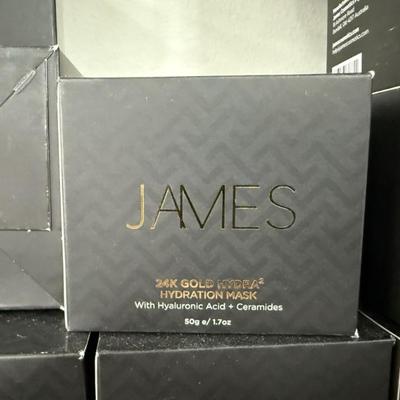 JAMES
24K GOLD HYDRA²
HYDRATION MASK
With Hyaluronic Acid + Ceramides
50g e/ 1.7oz